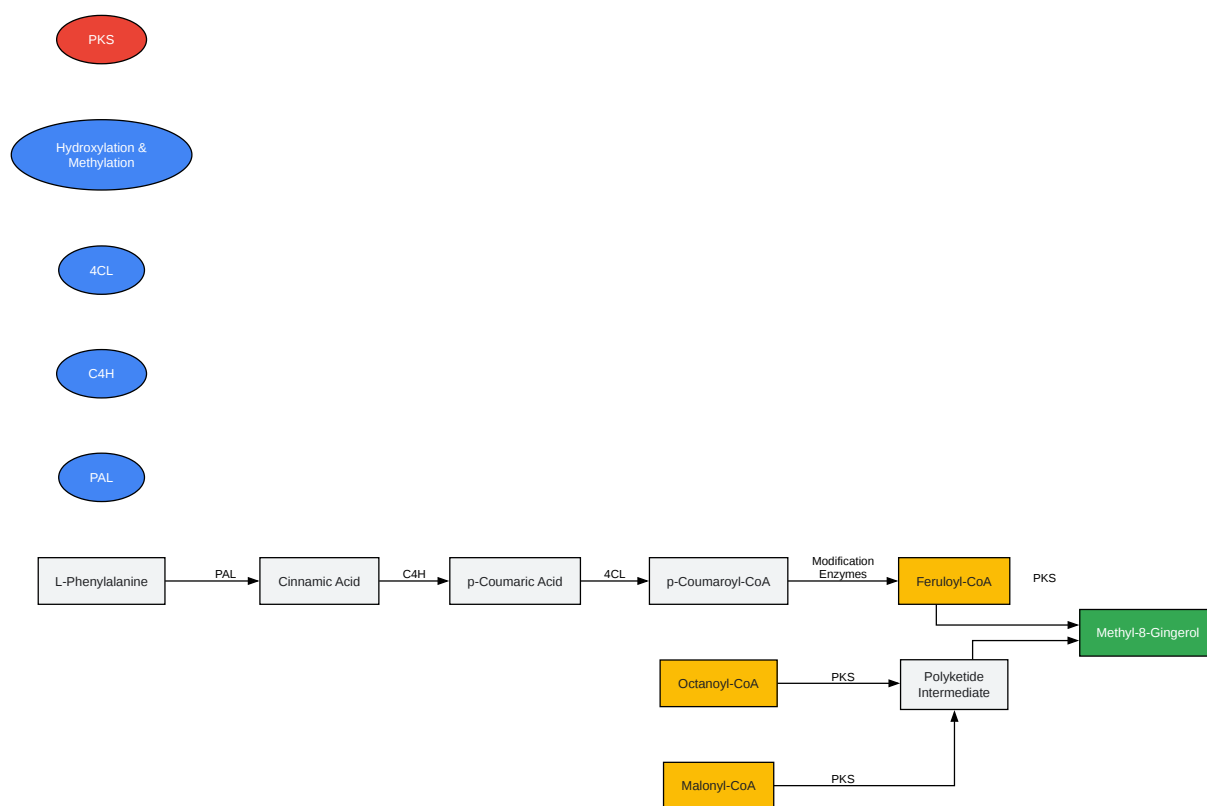 PKS
Hydroxylation &
Methylation
4CL
C4H
PAL
L-Phenylalanine
PAL
Cinnamic Acid
C4H
p-Coumaric Acid
4CL
p-Coumaroyl-CoA
Modification
Enzymes
Feruloyl-CoA
PKS
Methyl-8-Gingerol
Octanoyl-CoA
PKS
Polyketide
Intermediate
Malonyl-CoA
PKS